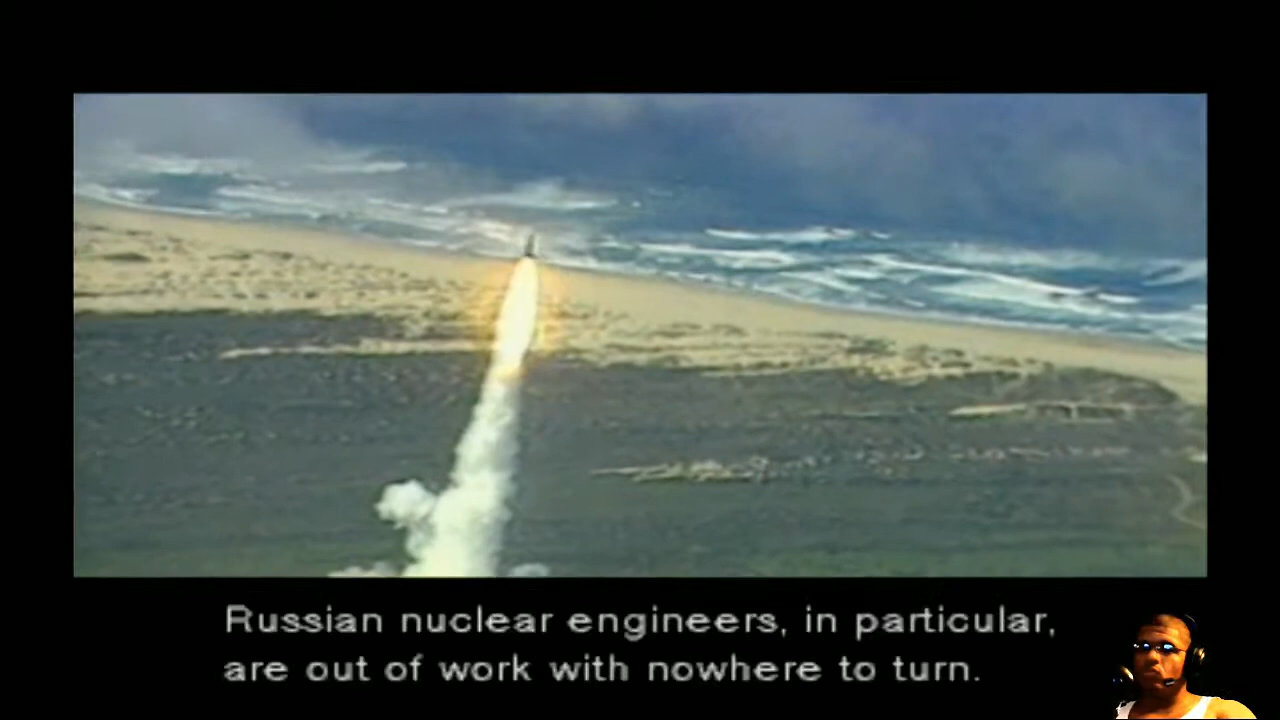 Russian nuclear engineers, in particular,
are out of work with nowhere to turn.